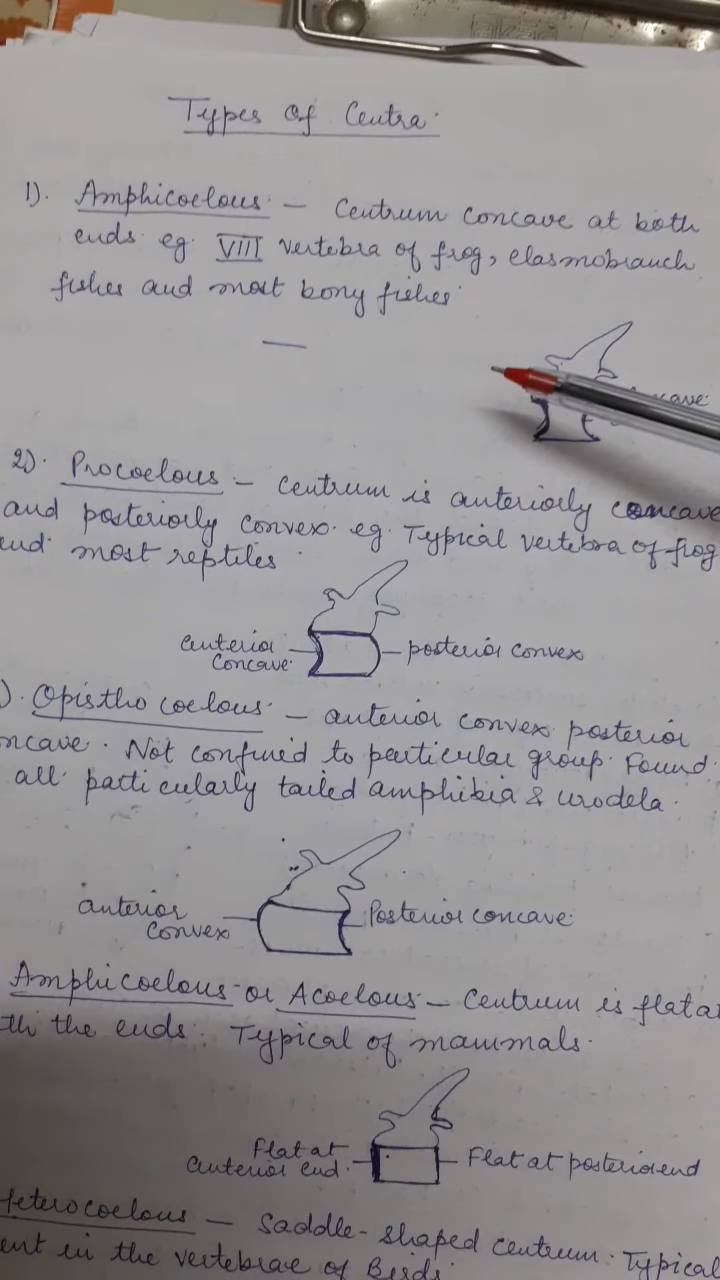 Types of Centra.
1). Amphicoelous. – Centrum concave at both
ends. eg. VIII vertebra of frog, elasmobranch
fishes and most bony fishes.
2). Procoelous – Centrum is anteriorly concave
and posteriorly convex. eg. Typical vertebra of frog
and most reptiles.
anterior
concave.
posterior convex
). Opistho coelous. – anterior convex posterior
ncave. Not confined to particular group. Found
all particularly tailed amphibia & urodela.
anterior
convex
Posterior concave.
Amphicoelous or Acoelous – Centrum is flat a
th the ends. Typical of mammals.
Flat at
anterior end.
Flat at posterior end
Heterocoelous – Saddle-shaped centrum. Typical
ent in the vertebrae of Birds.